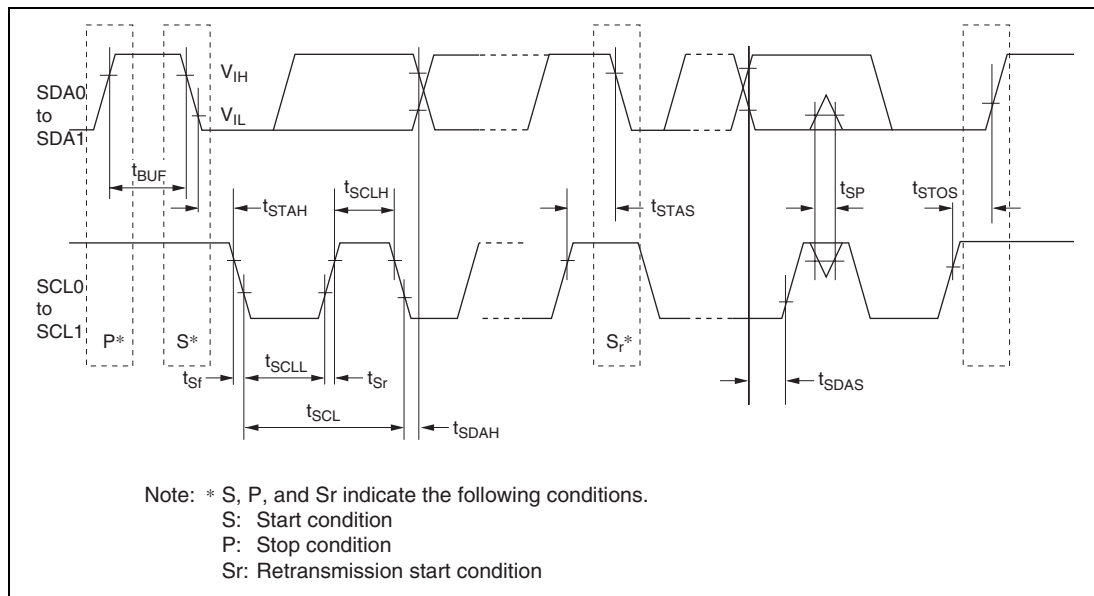 SDA0
to
SDA1
V_IH
V_IL
t_BUF
t_STAH
t_SCLH
t_STAS
t_SP
t_STOS
SCL0
to
SCL1
P*
S*
S_r*
t_Sf
t_SCLL
t_Sr
t_SDAS
t_SCL
t_SDAH
Note: * S, P, and Sr indicate the following conditions.
S: Start condition
P: Stop condition
Sr: Retransmission start condition